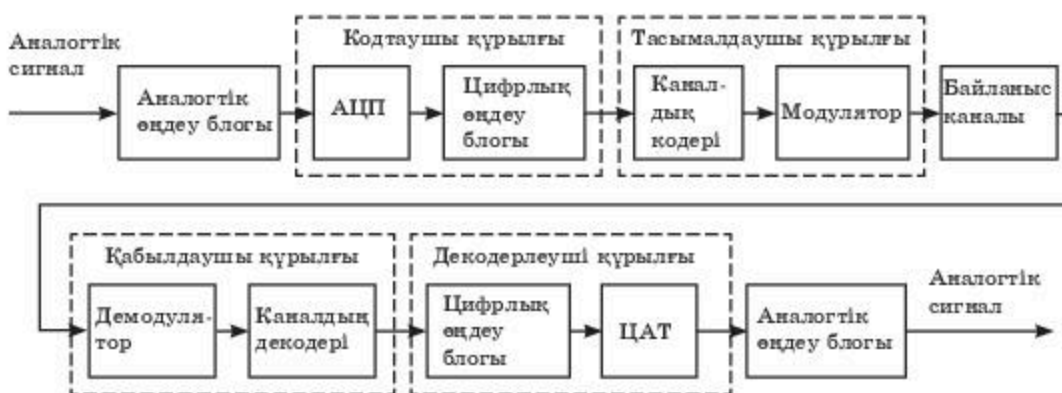 Аналогтік
сигнал
Аналогтік
өңдеу блогы
Кодтаушы құрылғы
АЦП
Цифрлық
өңдеу
блогы
Тасымалдаушы құрылғы
Канал-
дық
кодері
Модулятор
Байланыс
каналы
Қабылдаушы құрылғы
Демодуля-
тор
Каналдың
декодері
Декодерлеуші құрылғы
Цифрлық
өңдеу
блогы
ЦАТ
Аналогтік
өңдеу блогы
Аналогтік
сигнал